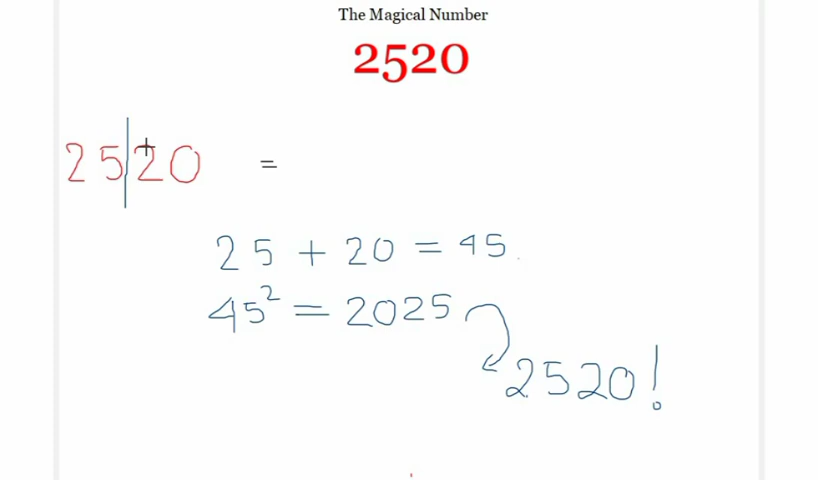 The Magical Number
2520
25|20 =
25 + 20 = 45
45² = 2025
2520!